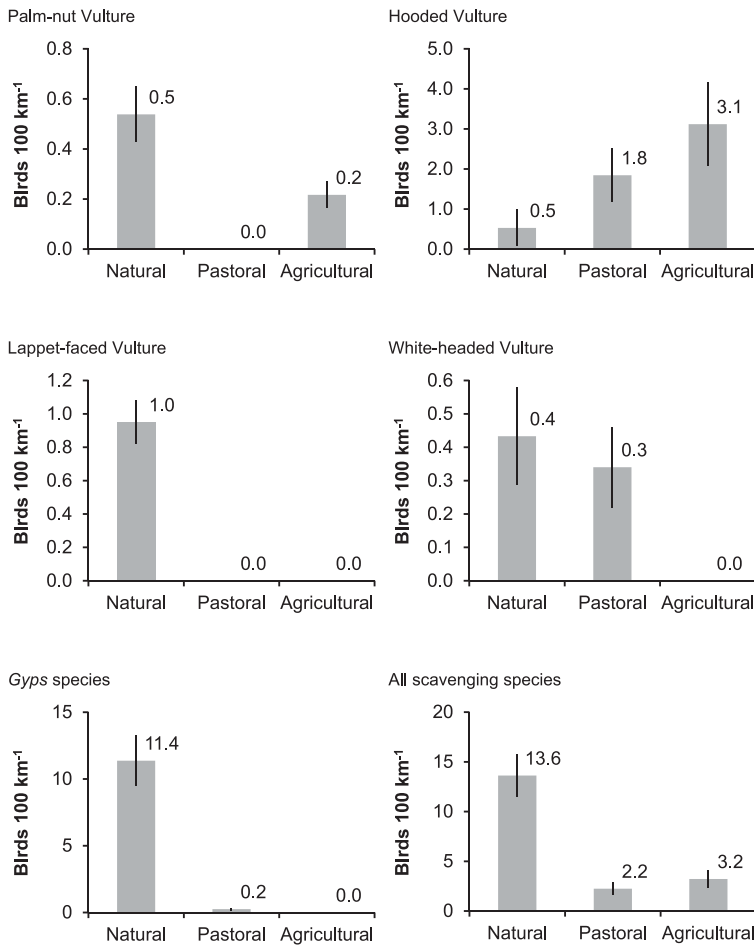 Palm-nut Vulture
BIrds 100 km-1
0.8
0.6
0.4
0.2
0.0
0.5
0.0
0.2
Natural Pastoral Agricultural
Hooded Vulture
BIrds 100 km-1
5.0
4.0
3.0
2.0
1.0
0.0
0.5
1.8
3.1
Natural Pastoral Agricultural
Lappet-faced Vulture
BIrds 100 km-1
1.2
1.0
0.8
0.6
0.4
0.2
0.0
1.0
0.0
0.0
Natural Pastoral Agricultural
White-headed Vulture
BIrds 100 km-1
0.6
0.5
0.4
0.3
0.2
0.1
0.0
0.4
0.3
0.0
Natural Pastoral Agricultural
Gyps species
BIrds 100 km-1
15
10
5
0
11.4
0.2
0.0
Natural Pastoral Agricultural
All scavenging species
BIrds 100 km-1
20
15
10
5
0
13.6
2.2
3.2
Natural Pastoral Agricultural